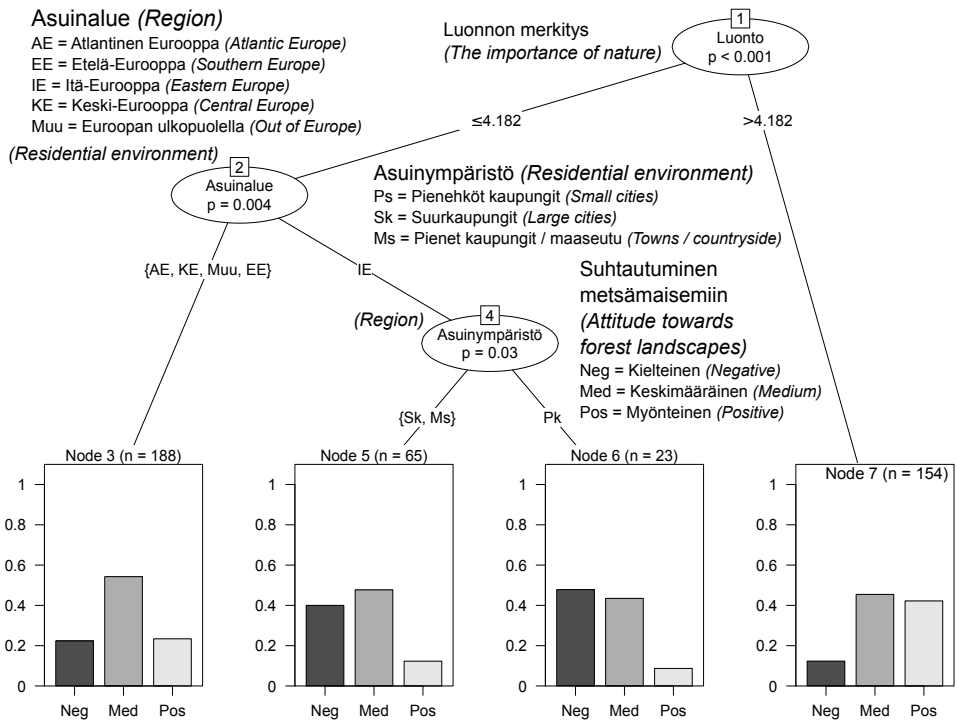 Asuinalue (Region)
AE = Atlantinen Eurooppa (Atlantic Europe)
EE = Etelä-Eurooppa (Southern Europe)
IE = Itä-Eurooppa (Eastern Europe)
KE = Keski-Eurooppa (Central Europe)
Muu = Euroopan ulkopuolella (Out of Europe)
Luonnon merkitys
(The importance of nature)
1
Luonto
p < 0.001
≤4.182
>4.182
(Residential environment)
2
Asuinalue
p = 0.004
Asuinympäristö (Residential environment)
Ps = Pienehköt kaupungit (Small cities)
Sk = Suurkaupungit (Large cities)
Ms = Pienet kaupungit / maaseutu (Towns / countryside)
{AE, KE, Muu, EE}
IE
(Region)
4
Asuinympäristö
p = 0.03
Suhtautuminen
metsämaisemiin
(Attitude towards
forest landscapes)
Neg = Kielteinen (Negative)
Med = Keskimääräinen (Medium)
Pos = Myönteinen (Positive)
{Sk, Ms}
Pk
Node 3 (n = 188)
1
0.8
0.6
0.4
0.2
0
Neg Med Pos
Node 5 (n = 65)
1
0.8
0.6
0.4
0.2
0
Neg Med Pos
Node 6 (n = 23)
1
0.8
0.6
0.4
0.2
0
Neg Med Pos
Node 7 (n = 154)
1
0.8
0.6
0.4
0.2
0
Neg Med Pos